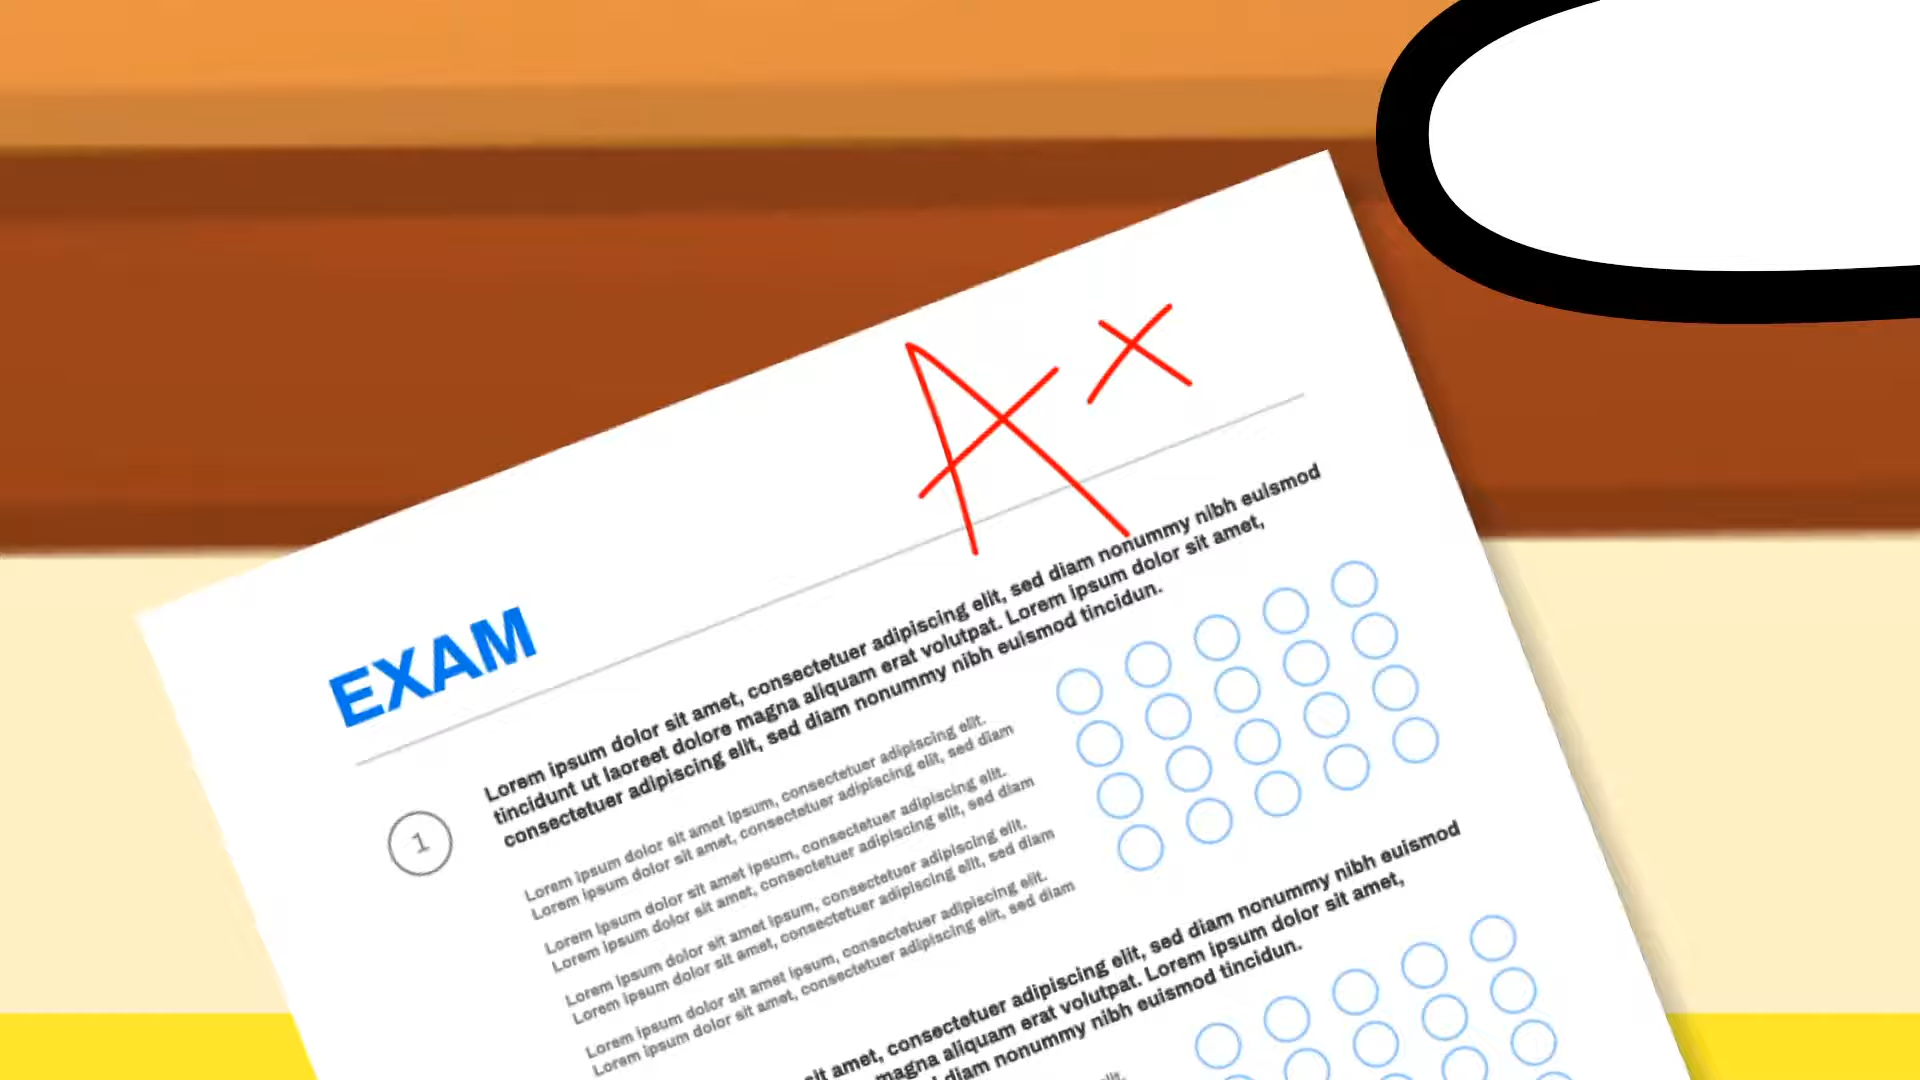 A+
EXAM
1
Lorem ipsum dolor sit amet, consectetuer adipiscing elit, sed diam nonummy nibh euismod
tincidunt ut laoreet dolore magna aliquam erat volutpat. Lorem ipsum dolor sit amet,
consectetuer adipiscing elit, sed diam nonummy nibh euismod tincidun.
Lorem ipsum dolor sit amet ipsum, consectetuer adipiscing elit.
Lorem ipsum dolor sit amet, consectetuer adipiscing elit, sed diam
Lorem ipsum dolor sit amet ipsum, consectetuer adipiscing elit.
Lorem ipsum dolor sit amet, consectetuer adipiscing elit, sed diam
Lorem ipsum dolor sit amet ipsum, consectetuer adipiscing elit.
Lorem ipsum dolor sit amet, consectetuer adipiscing elit, sed diam
Lorem ipsum dolor sit amet ipsum, consectetuer adipiscing elit.
Lorem ipsum dolor sit amet, consectetuer adipiscing elit, sed diam
sit amet, consectetuer adipiscing elit, sed diam nonummy nibh euismod
magna aliquam erat volutpat. Lorem ipsum dolor sit amet,
diam nonummy nibh euismod tincidun.
elit.